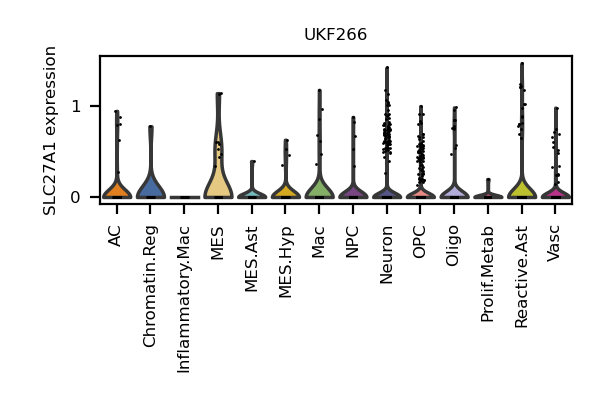 UKF266
SLC27A1 expression
1
0
AC
Chromatin.Reg
Inflammatory.Mac
MES
MES.Ast
MES.Hyp
Mac
NPC
Neuron
OPC
Oligo
Prolif.Metab
Reactive.Ast
Vasc